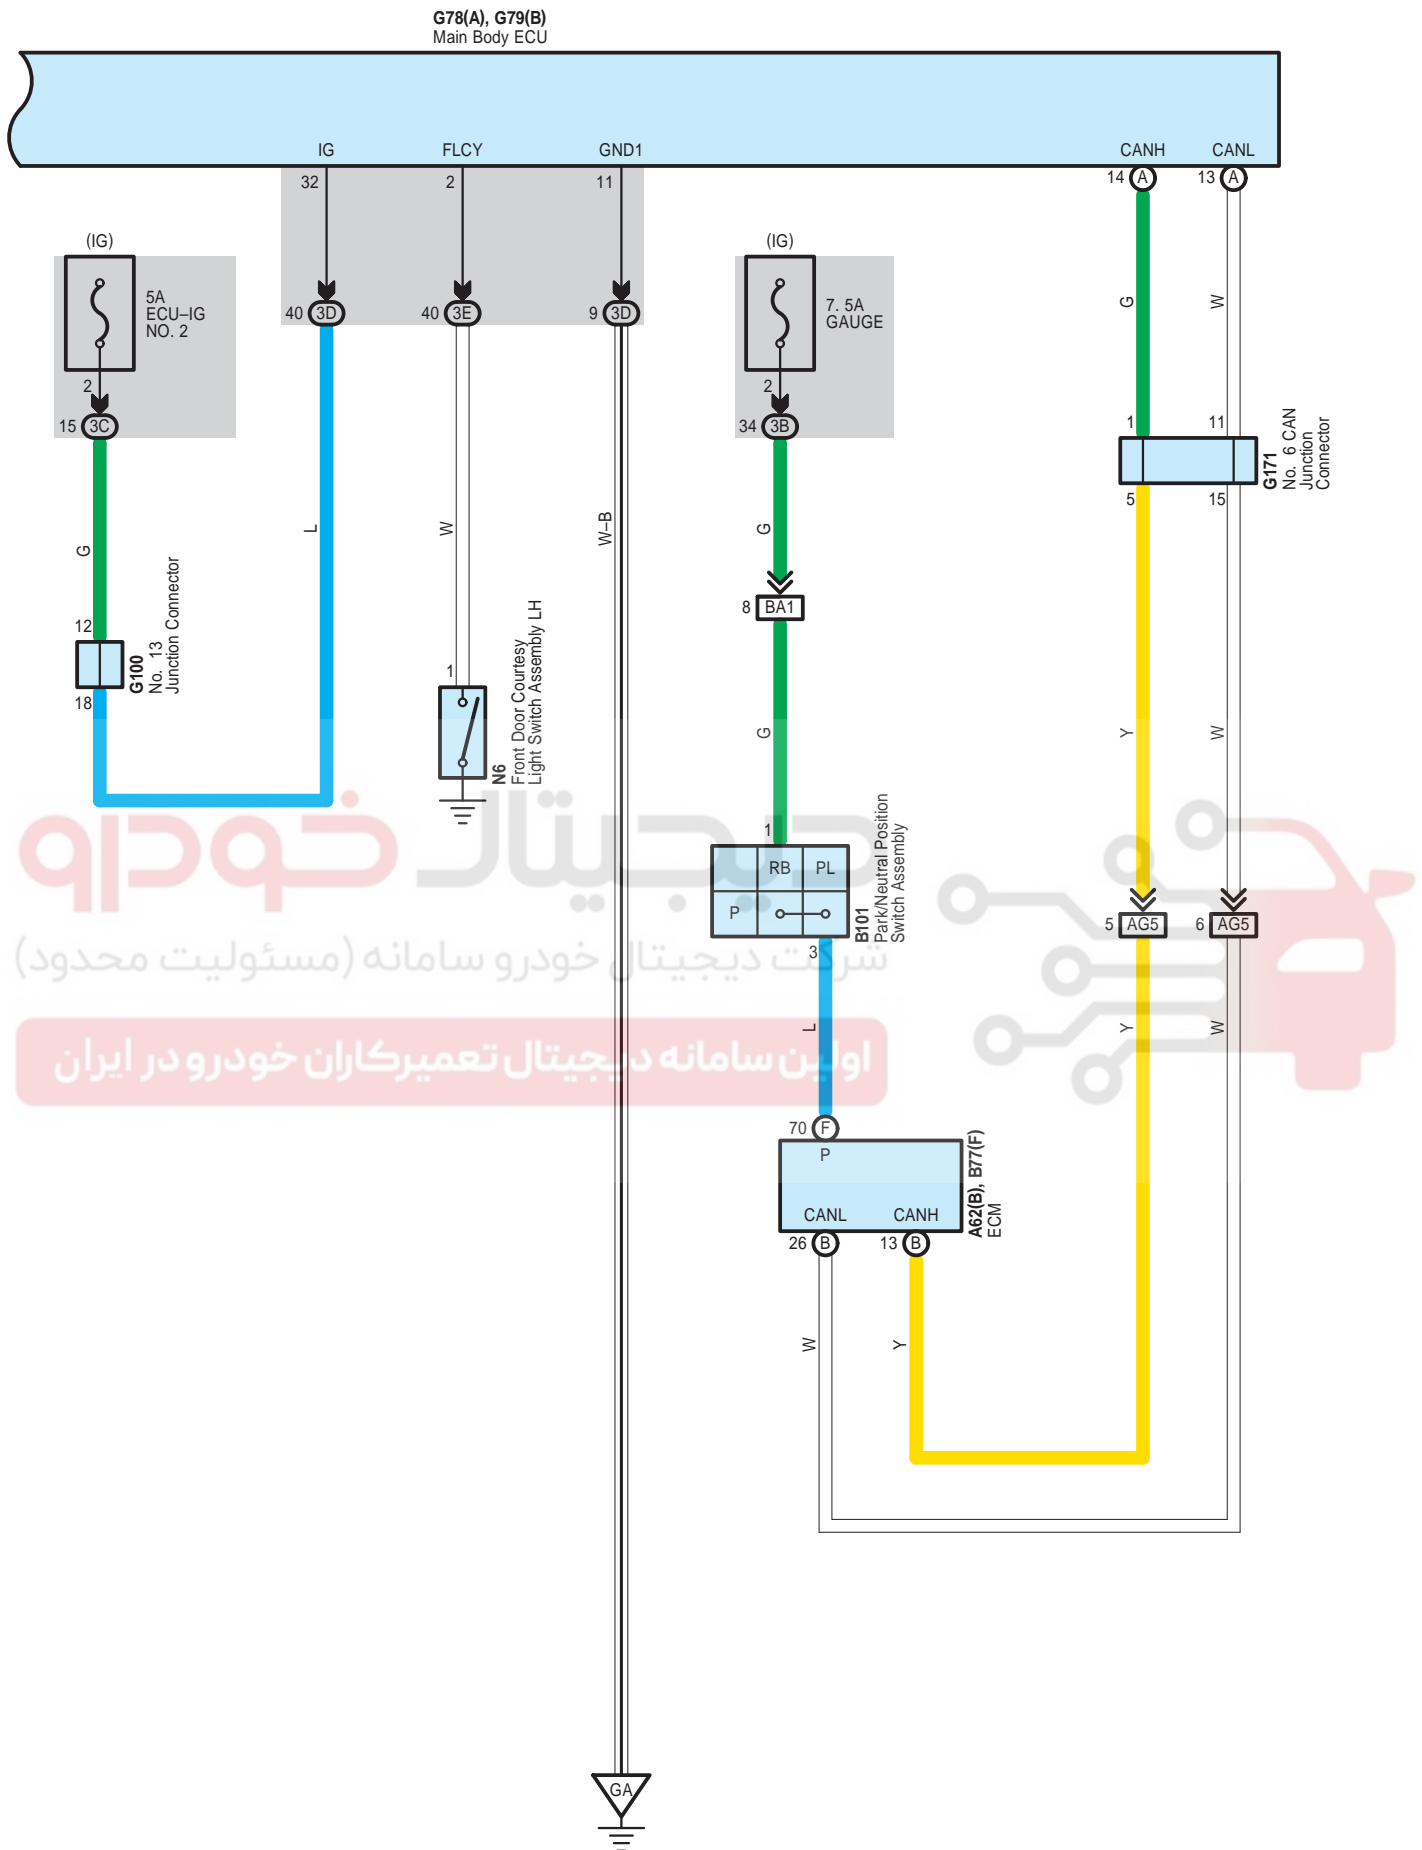 G78(A), G79(B)
Main Body ECU
IG
FLCY
GND1
CANH
CANL
32
2
11
14
A
13
A
(IG)
5A
ECU–IG
NO. 2
2
15
3C
40
3D
40
3E
9
3D
(IG)
7. 5A
GAUGE
2
34
3B
G
W
1
11
5
15
G171
No. 6 CAN
Junction
Connector
G
L
W
W–B
G
8
BA1
12
18
G100
No. 13
Junction Connector
1
N6
Front Door Courtesy
Light Switch Assembly LH
G
Y
W
دیجیتال خودرو
شرکت دیجیتال خودرو سامانه (مسئولیت محدود)
اولین سامانه دیجیتال تعمیرکاران خودرو در ایران
1
RB
PL
P
3
B101
Park/Neutral Position
Switch Assembly
5
AG5
6
AG5
L
Y
W
70
F
P
CANL
CANH
A62(B), B77(F)
ECM
26
B
13
B
W
Y
GA